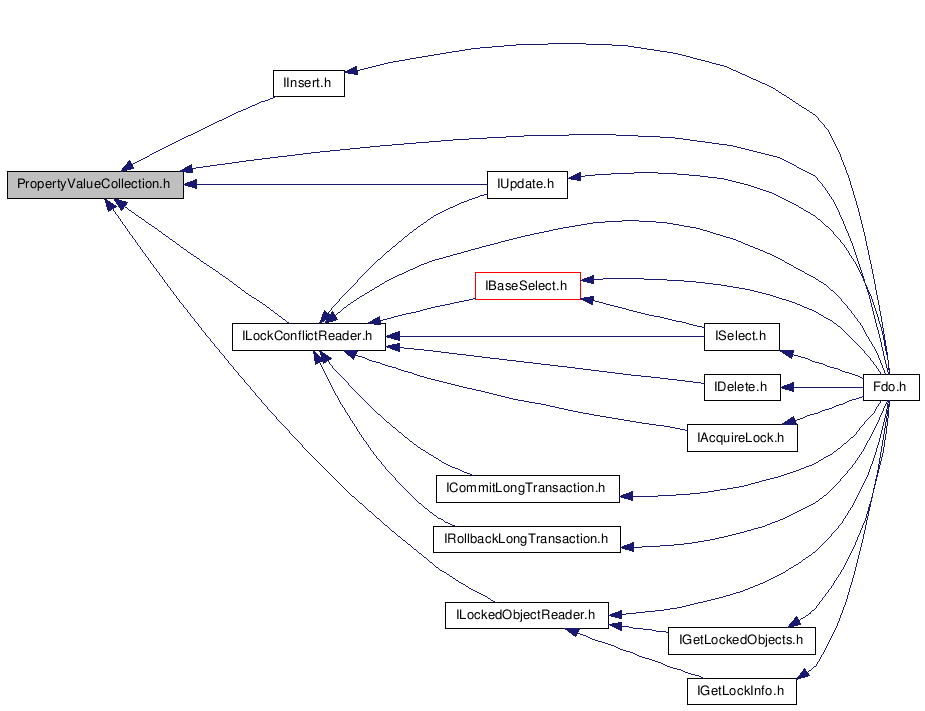 IInsert.h
PropertyValueCollection.h
IUpdate.h
IBaseSelect.h
ILockConflictReader.h
ISelect.h
IDelete.h
Fdo.h
IAcquireLock.h
ICommitLongTransaction.h
IRollbackLongTransaction.h
ILockedObjectReader.h
IGetLockedObjects.h
IGetLockInfo.h